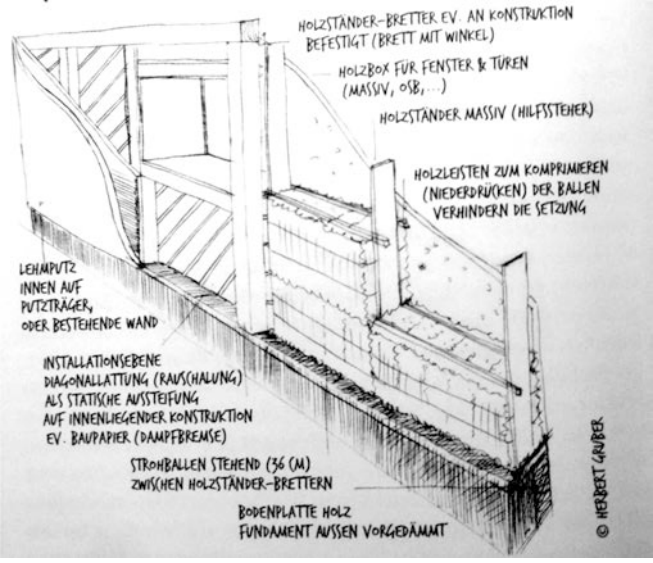 HOLZSTÄNDER-BRETTER EV. AN KONSTRUKTION
BEFESTIGT (BRETT MIT WINKEL)
HOLZBOX FÜR FENSTER & TÜREN
(MASSIV, OSB,...)
HOLZSTÄNDER MASSIV (HILFSSTEHER)
HOLZLEISTEN ZUM KOMPRIMIEREN
(NIEDERDRÜCKEN) DER BALLEN
VERHINDERN DIE SETZUNG
LEHMPUTZ
INNEN AUF
PUTZTRÄGER,
ODER BESTEHENDE WAND
INSTALLATIONSEBENE
DIAGONALLATTUNG (RAUSCHALUNG)
ALS STATISCHE AUSSTEIFUNG
AUF INNENLIEGENDER KONSTRUKTION
EV. BAUPAPIER (DAMPFBREMSE)
STROHBALLEN STEHEND (36 CM)
ZWISCHEN HOLZSTÄNDER-BRETTERN
BODENPLATTE HOLZ
FUNDAMENT AUSSEN VORGEDÄMMT
© HERBERT GRUBER